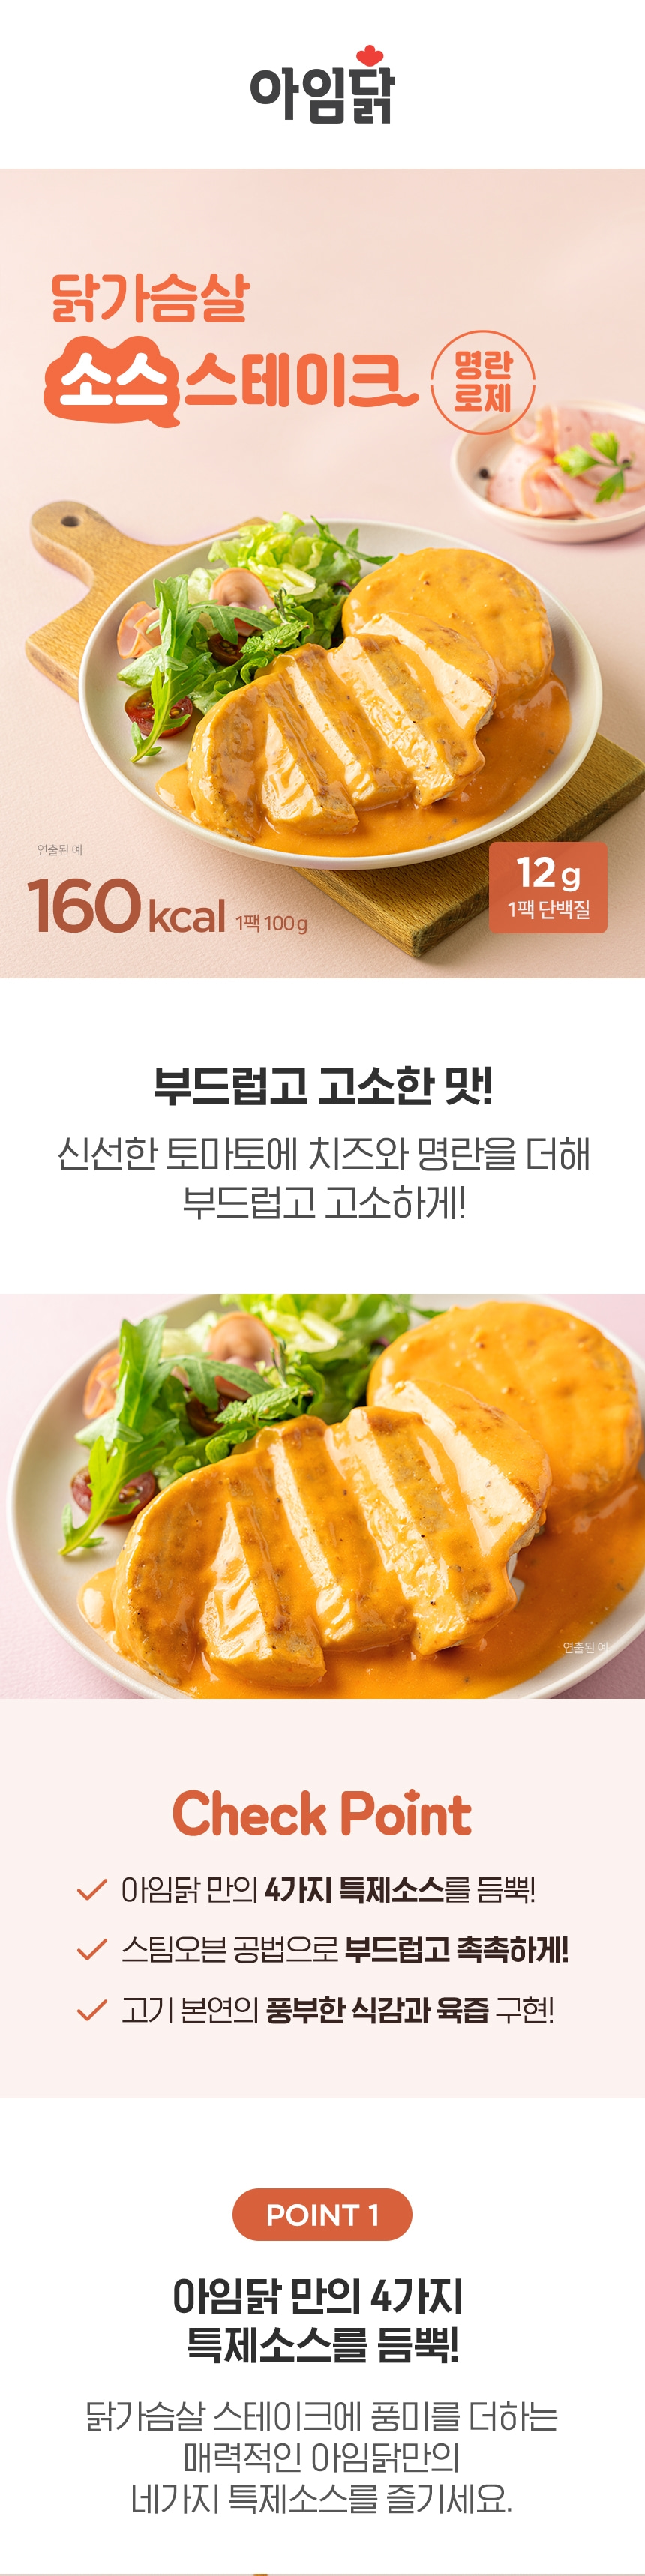 아임닭
닭가슴살
소스 스테이크
명란
로제
연출된 예
160 kcal 1팩 100g
12g
1팩 단백질
부드럽고 고소한 맛!
신선한 토마토에 치즈와 명란을 더해
부드럽고 고소하게!
연출된 예
Check Point
아임닭 만의 4가지 특제소스를 듬뿍!
스팀오븐 공법으로 부드럽고 촉촉하게!
고기 본연의 풍부한 식감과 육즙 구현!
POINT 1
아임닭 만의 4가지
특제소스를 듬뿍!
닭가슴살 스테이크에 풍미를 더하는
매력적인 아임닭만의
네가지 특제소스를 즐기세요.